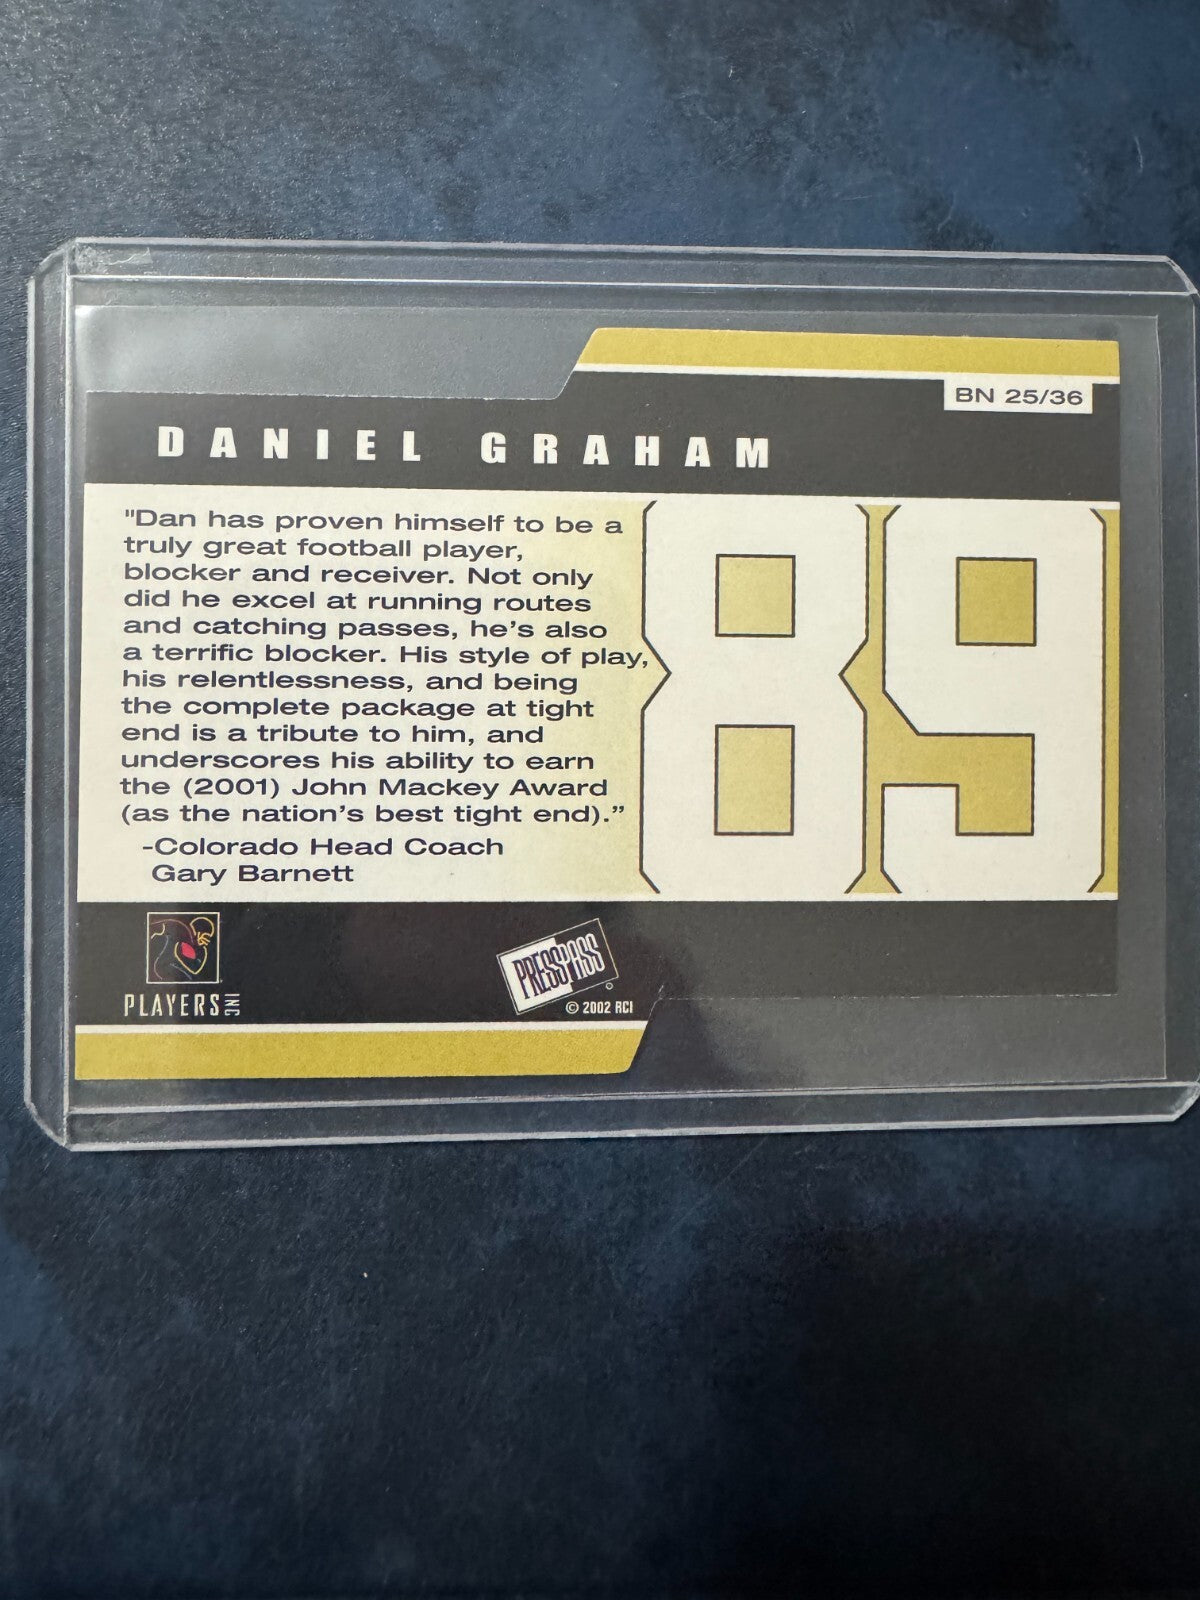 BN 25/36
DANIEL GRAHAM
"Dan has proven himself to be a
truly great football player,
blocker and receiver. Not only
did he excel at running routes
and catching passes, he's also
a terrific blocker. His style of play,
his relentlessness, and being
the complete package at tight
end is a tribute to him, and
underscores his ability to earn
the (2001) John Mackey Award
(as the nation's best tight end)."
-Colorado Head Coach
Gary Barnett
89
PLAYERS INC
PRESS PASS
© 2002 RCI